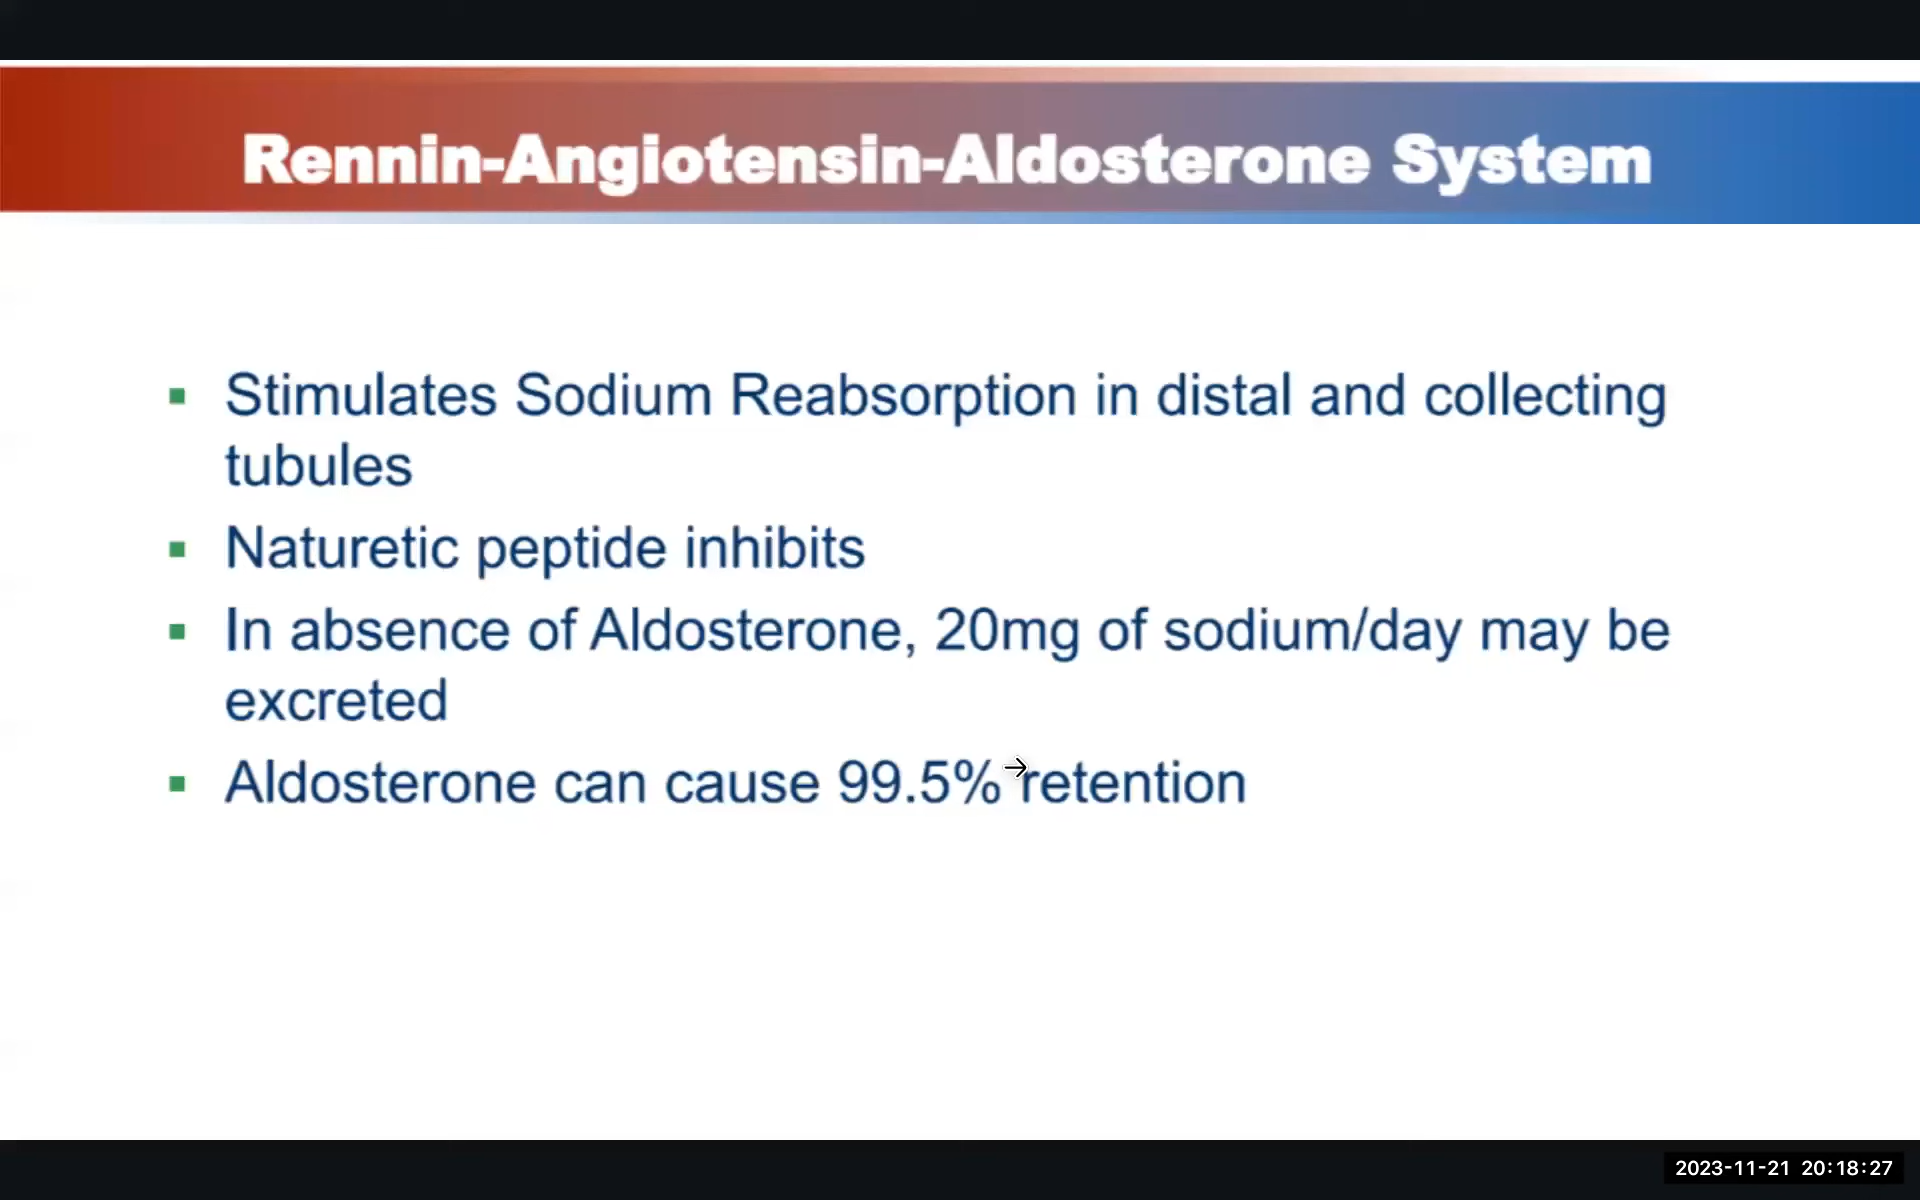 Rennin-Angiotensin-Aldosterone System
▪ Stimulates Sodium Reabsorption in distal and collecting
tubules
▪ Naturetic peptide inhibits
▪ In absence of Aldosterone, 20mg of sodium/day may be
excreted
▪ Aldosterone can cause 99.5% retention
2023-11-21 20:18:27